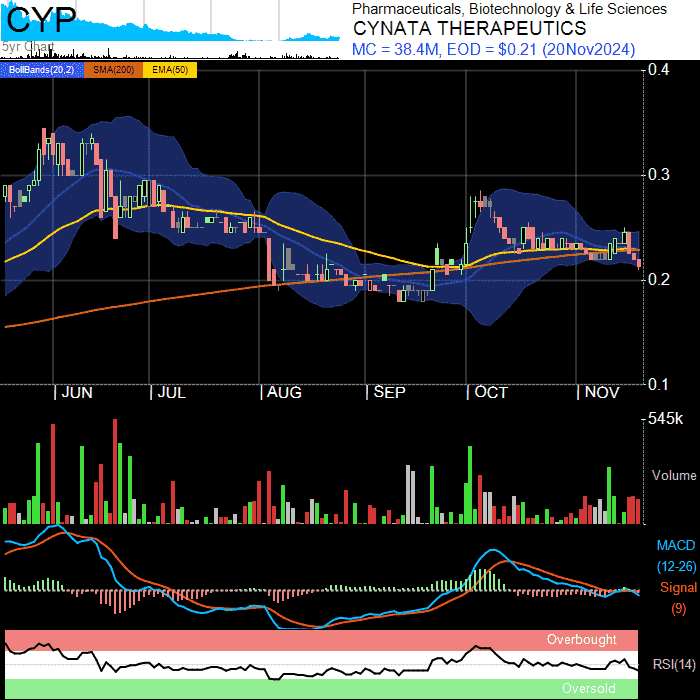 CYP
5yr Chart
Pharmaceuticals, Biotechnology & Life Sciences
CYNATA THERAPEUTICS
MC = 38.4M, EOD = $0.21 (20Nov2024)
BollBands(20,2) SMA(200) EMA(50)
0.4
0.3
0.2
0.1
| JUN | JUL | AUG | SEP | OCT | NOV
545k
Volume
MACD
(12-26)
Signal
(9)
Overbought
RSI(14)
Oversold